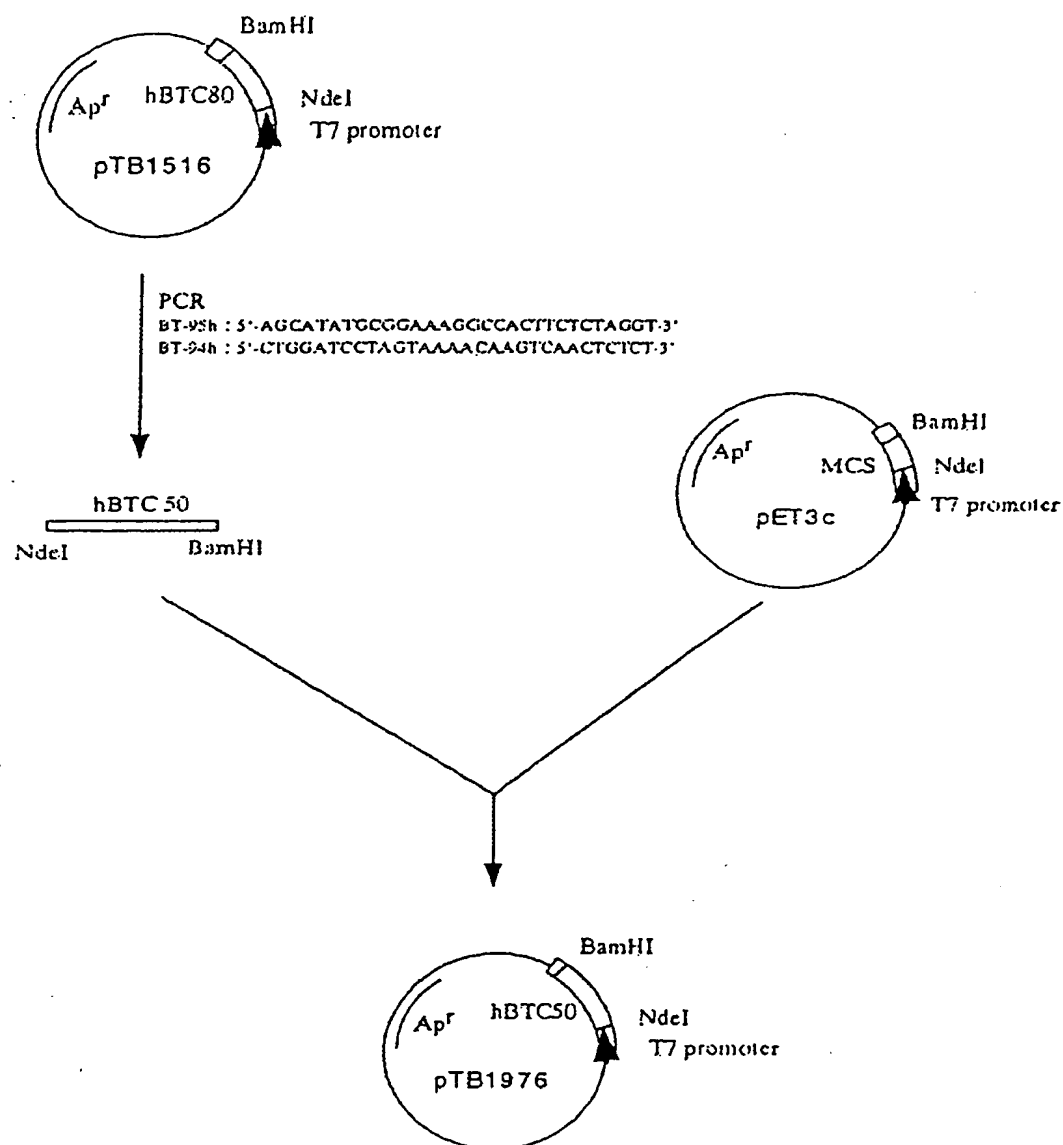 BamHI
Apr
hBTC80
NdeI
T7 promoter
pTB1516
PCR
BT-95h : 5'-AGCATATGCGGAAAGGCCACTTCTCTAGGT-3'
BT-94h : 5'-CTGGATCCTAGTAAAACAAGTCAACTCTCT-3'
hBTC 50
NdeI
BamHI
BamHI
Apr
MCS
NdeI
T7 promoter
pET3c
BamHI
Apr
hBTC50
NdeI
T7 promoter
pTB1976